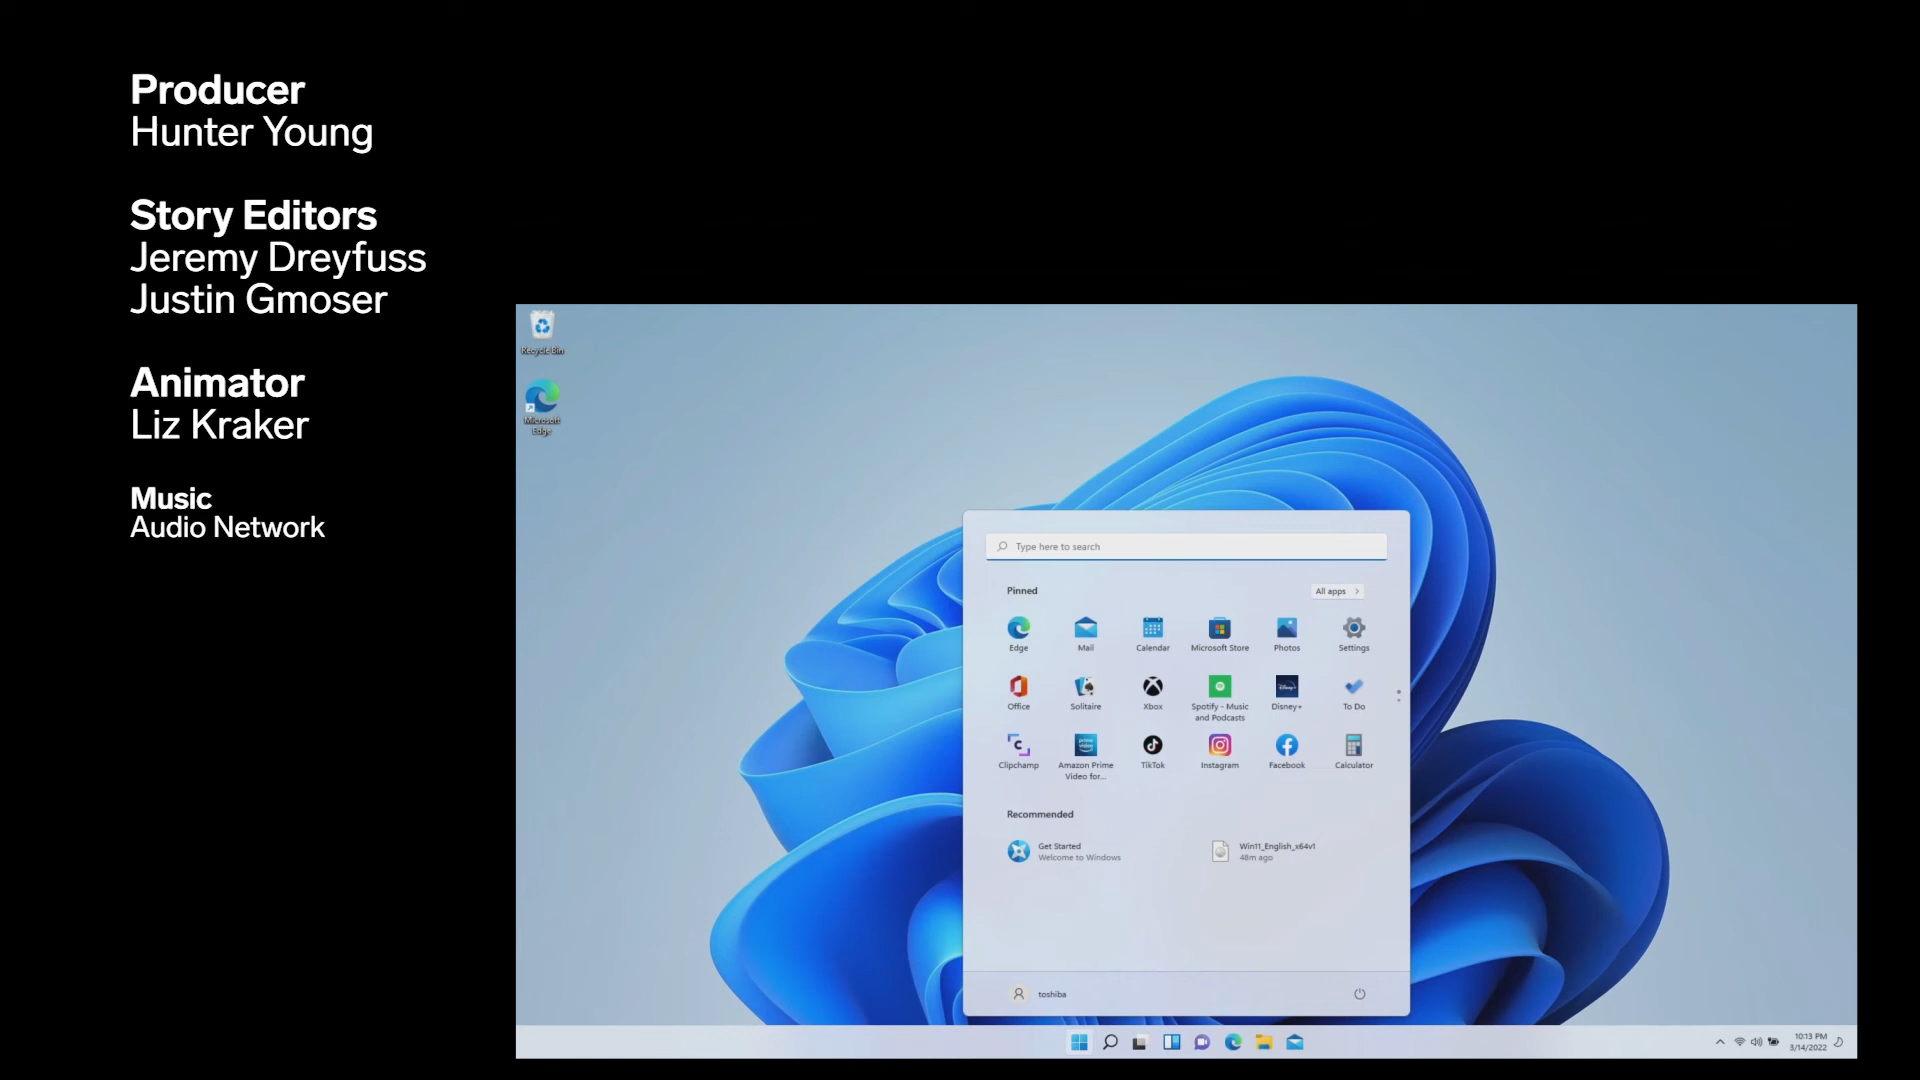 Producer
Hunter Young
Story Editors
Jeremy Dreyfuss
Justin Gmoser
Animator
Liz Kraker
Music
Audio Network
Recycle Bin
Microsoft
Edge
Type here to search
Pinned
All apps
Edge
Mail
Calendar
Microsoft Store
Photos
Settings
Office
Solitaire
Xbox
Spotify - Music
and Podcasts
Disney+
To Do
Clipchamp
prime video
Amazon Prime
Video for...
TikTok
Instagram
Facebook
Calculator
Recommended
Get Started
Welcome to Windows
Win11_English_x64v1
48m ago
toshiba
10:13 PM
3/14/2022